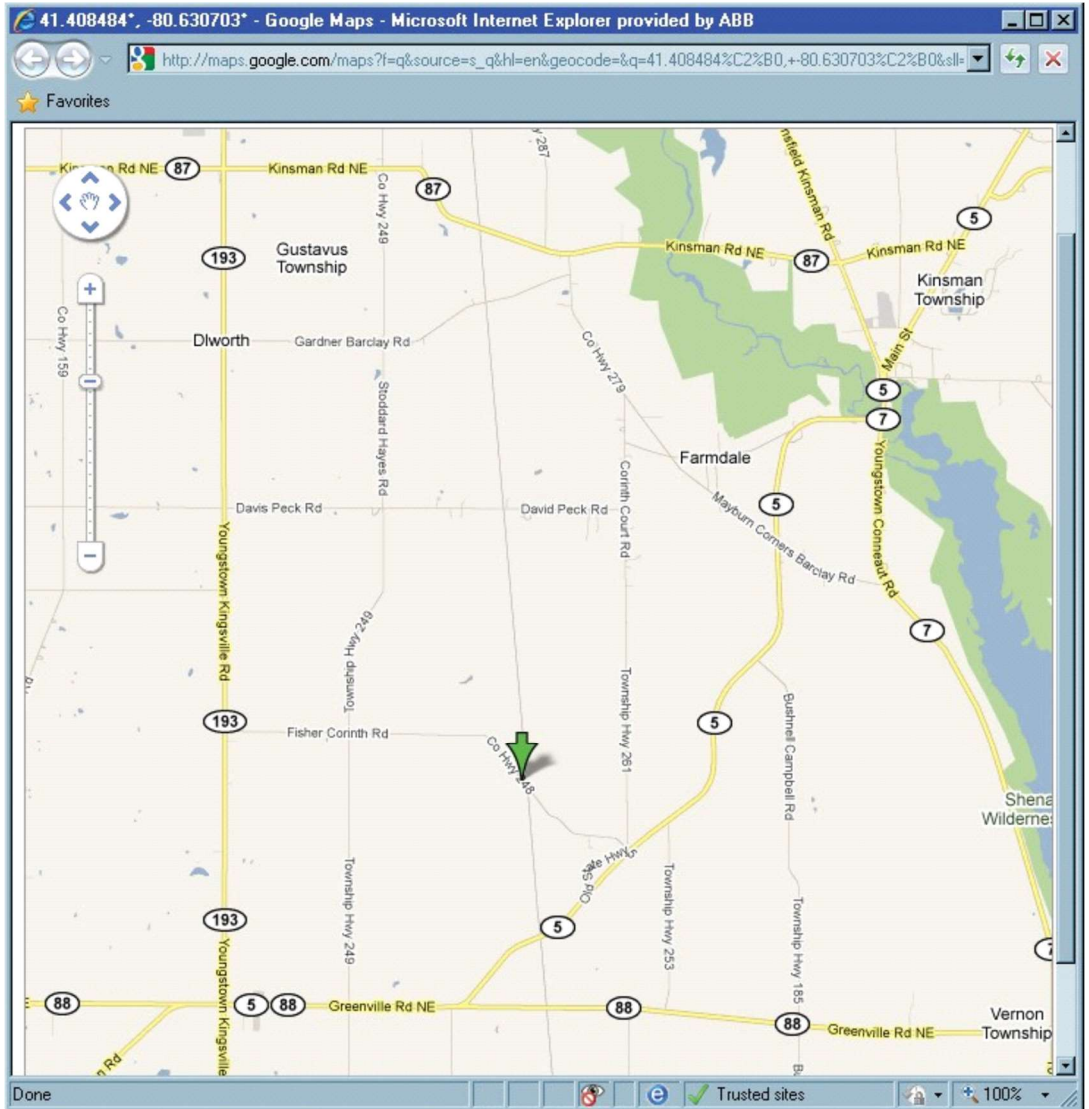 41.408484°, -80.630703° - Google Maps - Microsoft Internet Explorer provided by ABB
http://maps.google.com/maps?f=q&source=s_q&hl=en&geocode=&q=41.408484%C2%B0,+-80.630703%C2%B0&sll=
Favorites
Rd NE
87
Kinsman Rd NE
287
nsfield Kinsman Rd
Co Hwy 249
87
5
193
Gustavus
Township
Kinsman Rd NE
87
Kinsman Rd NE
Kinsman
Township
Co Hwy 159
Dlworth
Gardner Barclay Rd
Co Hwy 279
Main St
5
7
Stoddard Hayes Rd
Farmdale
Corinth Court Rd
Youngstown Conneaut Rd
Davis Peck Rd
David Peck Rd
5
Mayburn Corners Barclay Rd
Youngstown Kingsville Rd
Township Hwy 249
7
193
Fisher Corinth Rd
Co Hwy 248
Township Hwy 261
5
Bushnell Campbell Rd
Shena
Wilderne
Old State Hwy 5
Township Hwy 249
Township Hwy 253
Township Hwy 185
193
5
Youngstown Kingsville
88
5
88
Greenville Rd NE
88
88
Greenville Rd NE
Vernon
Township
7
n Rd
Done
Trusted sites
100%